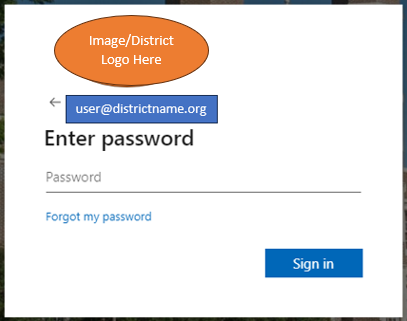 Image/District
Logo Here
user@districtname.org
Enter password
Password
Forgot my password
Sign in